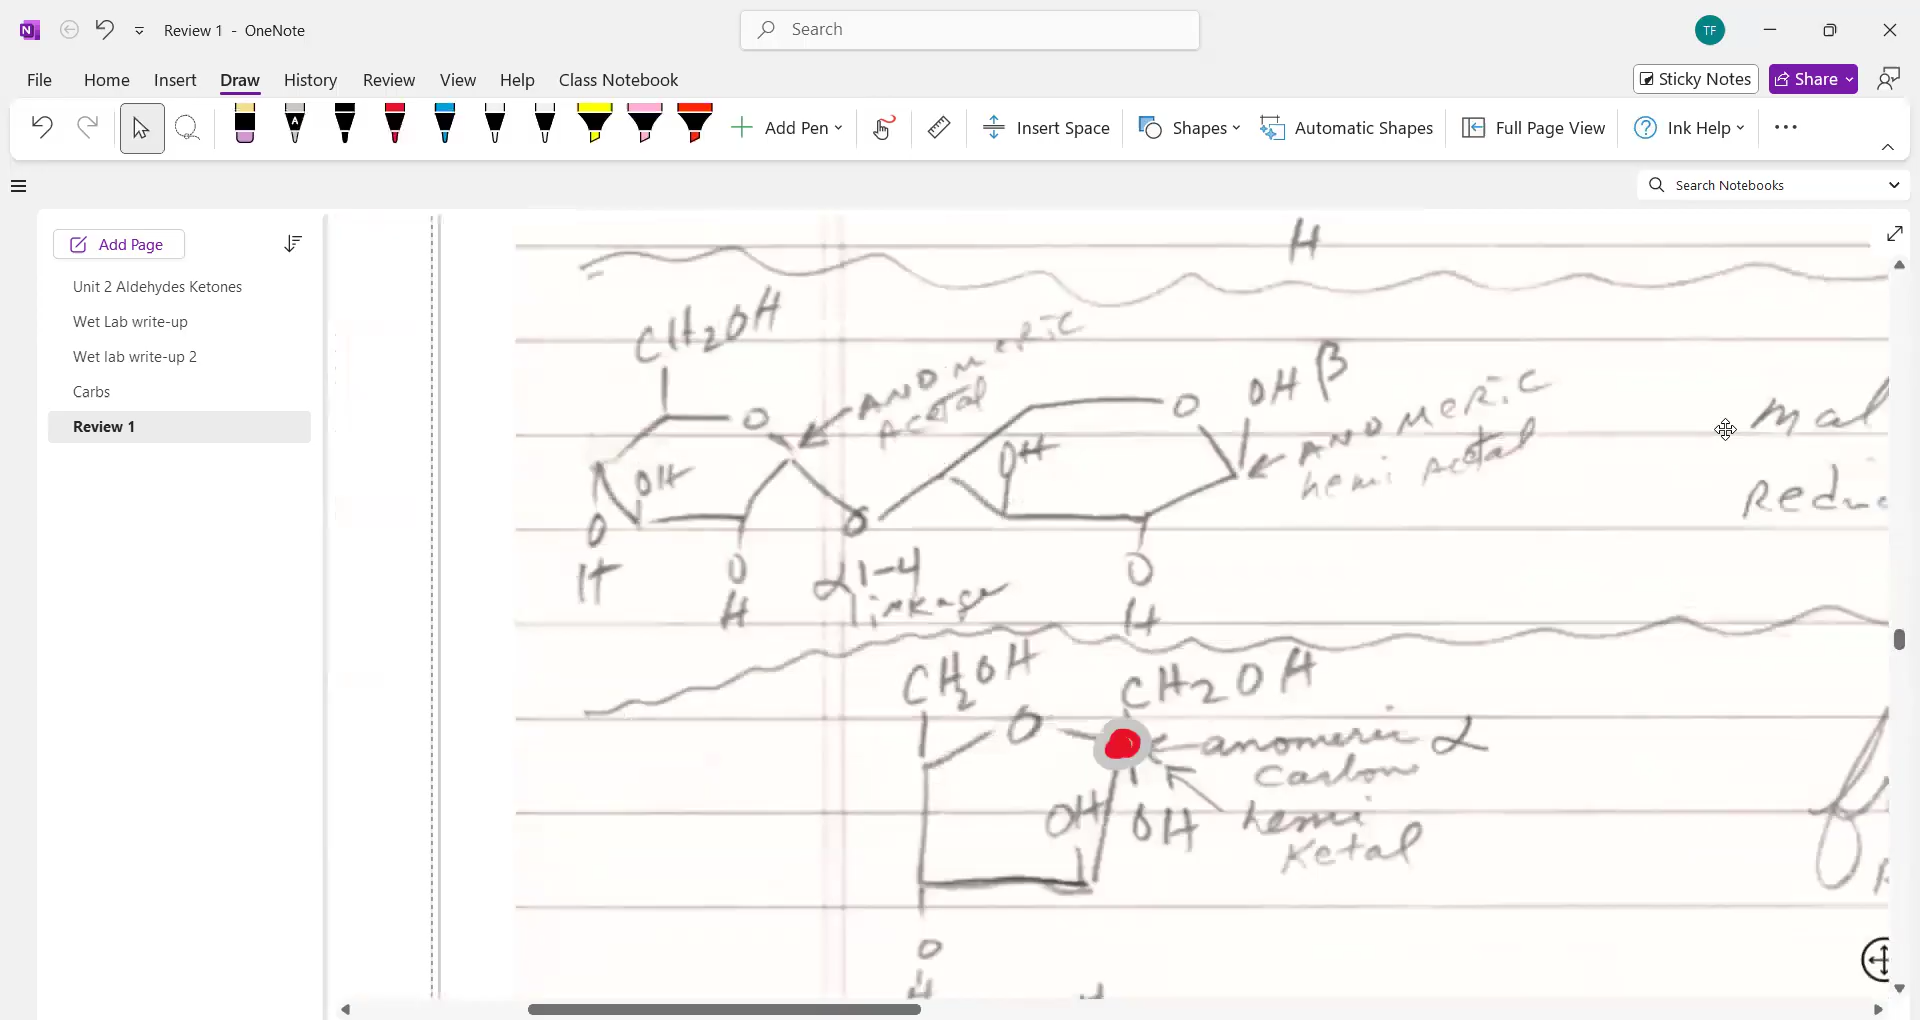 Review 1 - OneNote
Search
TF
File Home Insert Draw History Review View Help Class Notebook
Sticky Notes Share
Add Pen Insert Space Shapes Automatic Shapes Full Page View Ink Help
Search Notebooks
Add Page
Unit 2 Aldehydes Ketones
Wet Lab write-up
Wet lab write-up 2
Carbs
Review 1
H
CH2OH
ANOMERIC
Acetal
O
O
OH β
ANOMERIC
hemi Acetal
mal
OH
OH
O
H
O
O
H
α 1-4
linkage
O
H
CH2OH
CH2OH
O
anomeric α
Carbon
OH
OH
hemi
Ketal
O
H